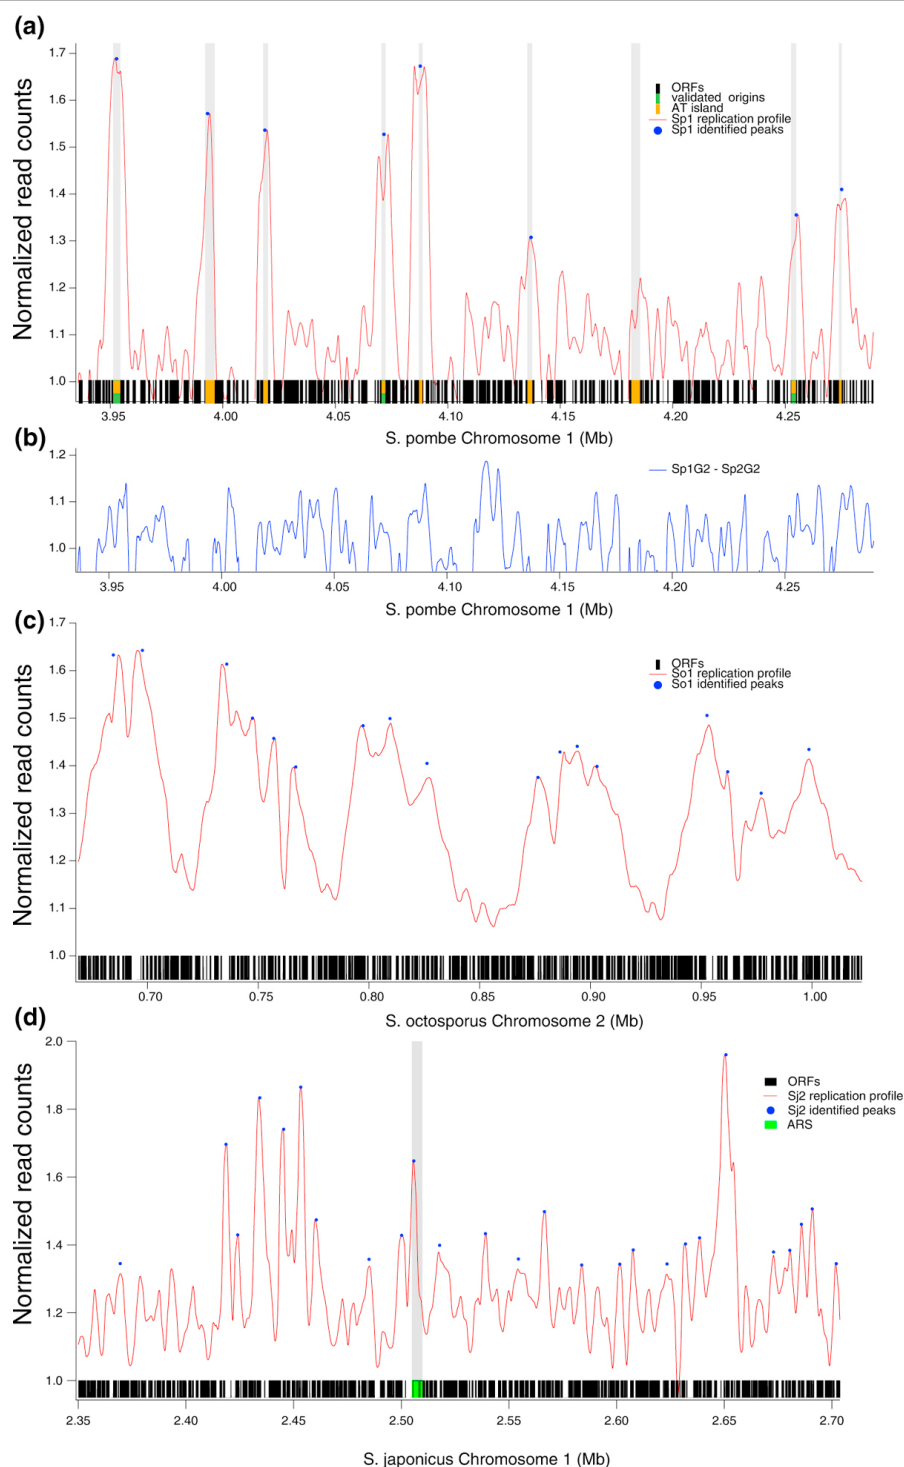 (a)
Normalized read counts
1.7
1.6
1.5
1.4
1.3
1.2
1.1
1.0
ORFs
validated origins
AT island
Sp1 replication profile
Sp1 identified peaks
3.95 4.00 4.05 4.10 4.15 4.20 4.25
S. pombe Chromosome 1 (Mb)
(b)
1.2
1.1
1.0
Sp1G2 - Sp2G2
3.95 4.00 4.05 4.10 4.15 4.20 4.25
S. pombe Chromosome 1 (Mb)
(c)
Normalized read counts
1.7
1.6
1.5
1.4
1.3
1.2
1.1
1.0
ORFs
So1 replication profile
So1 identified peaks
0.70 0.75 0.80 0.85 0.90 0.95 1.00
S. octosporus Chromosome 2 (Mb)
(d)
Normalized read counts
2.0
1.8
1.6
1.4
1.2
1.0
ORFs
Sj2 replication profile
Sj2 identified peaks
ARS
2.35 2.40 2.45 2.50 2.55 2.60 2.65 2.70
S. japonicus Chromosome 1 (Mb)